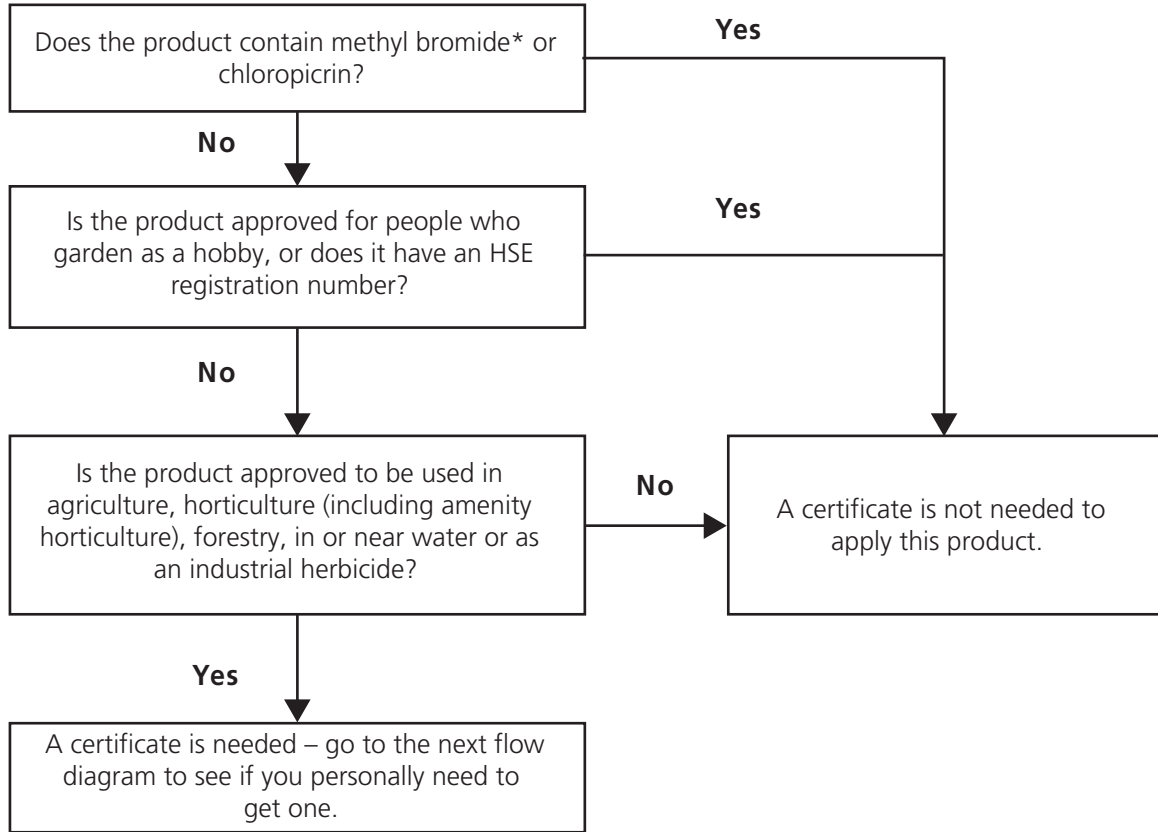 Does the product contain methyl bromide* or
chloropicrin?
Yes
No
Is the product approved for people who
garden as a hobby, or does it have an HSE
registration number?
Yes
No
Is the product approved to be used in
agriculture, horticulture (including amenity
horticulture), forestry, in or near water or as
an industrial herbicide?
No
A certificate is not needed to
apply this product.
Yes
A certificate is needed – go to the next flow
diagram to see if you personally need to
get one.